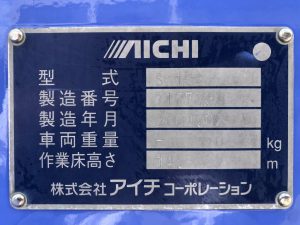 AICHI
型式
製造番号
製造年月
車両重量 kg
作業床高さ m
株式会社アイチコーポレーション